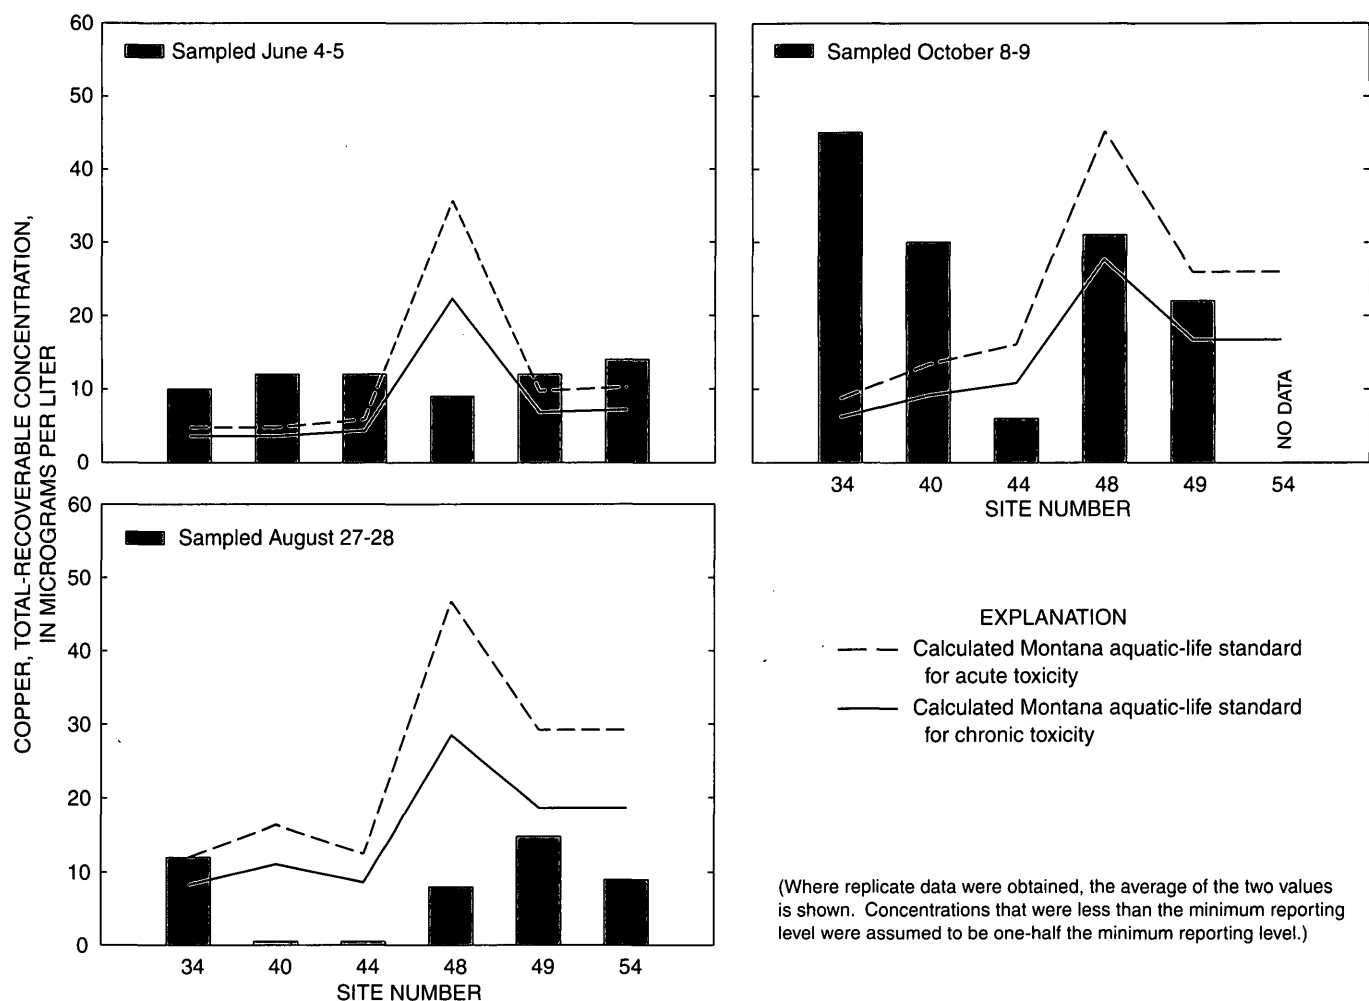 COPPER, TOTAL-RECOVERABLE CONCENTRATION,
IN MICROGRAMS PER LITER
60
50
40
30
20
10
0
Sampled June 4-5
Sampled October 8-9
NO DATA
34 40 44 48 49 54
SITE NUMBER
60
50
40
30
20
10
0
Sampled August 27-28
34 40 44 48 49 54
SITE NUMBER
EXPLANATION
Calculated Montana aquatic-life standard
for acute toxicity
Calculated Montana aquatic-life standard
for chronic toxicity
(Where replicate data were obtained, the average of the two values
is shown. Concentrations that were less than the minimum reporting
level were assumed to be one-half the minimum reporting level.)